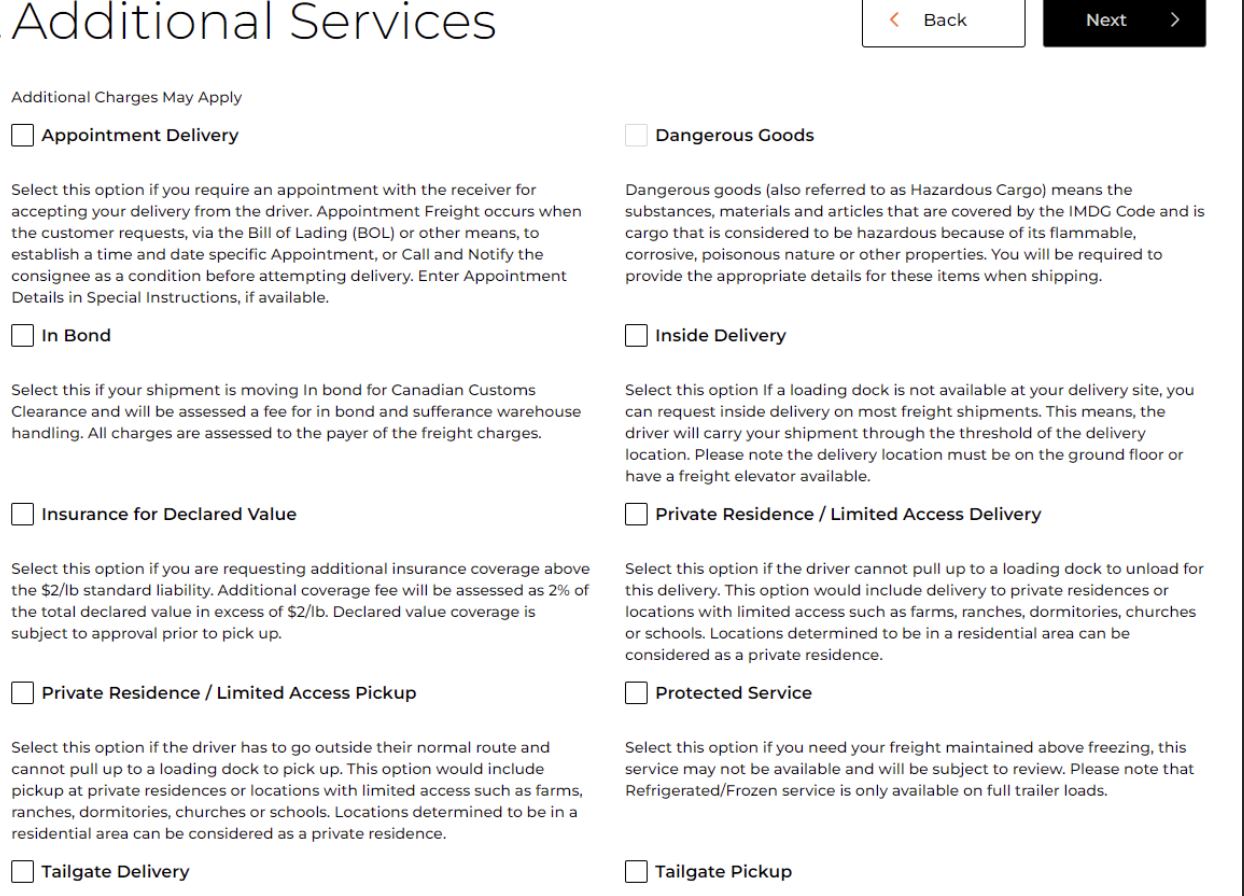 Additional Services
Back
Next
Additional Charges May Apply
Appointment Delivery
Select this option if you require an appointment with the receiver for
accepting your delivery from the driver. Appointment Freight occurs when
the customer requests, via the Bill of Lading (BOL) or other means, to
establish a time and date specific Appointment, or Call and Notify the
consignee as a condition before attempting delivery. Enter Appointment
Details in Special Instructions, if available.
Dangerous Goods
Dangerous goods (also referred to as Hazardous Cargo) means the
substances, materials and articles that are covered by the IMDG Code and is
cargo that is considered to be hazardous because of its flammable,
corrosive, poisonous nature or other properties. You will be required to
provide the appropriate details for these items when shipping.
In Bond
Select this if your shipment is moving In bond for Canadian Customs
Clearance and will be assessed a fee for in bond and sufferance warehouse
handling. All charges are assessed to the payer of the freight charges.
Inside Delivery
Select this option If a loading dock is not available at your delivery site, you
can request inside delivery on most freight shipments. This means, the
driver will carry your shipment through the threshold of the delivery
location. Please note the delivery location must be on the ground floor or
have a freight elevator available.
Insurance for Declared Value
Select this option if you are requesting additional insurance coverage above
the $2/lb standard liability. Additional coverage fee will be assessed as 2% of
the total declared value in excess of $2/lb. Declared value coverage is
subject to approval prior to pick up.
Private Residence / Limited Access Delivery
Select this option if the driver cannot pull up to a loading dock to unload for
this delivery. This option would include delivery to private residences or
locations with limited access such as farms, ranches, dormitories, churches
or schools. Locations determined to be in a residential area can be
considered as a private residence.
Private Residence / Limited Access Pickup
Select this option if the driver has to go outside their normal route and
cannot pull up to a loading dock to pick up. This option would include
pickup at private residences or locations with limited access such as farms,
ranches, dormitories, churches or schools. Locations determined to be in a
residential area can be considered as a private residence.
Protected Service
Select this option if you need your freight maintained above freezing, this
service may not be available and will be subject to review. Please note that
Refrigerated/Frozen service is only available on full trailer loads.
Tailgate Delivery
Tailgate Pickup